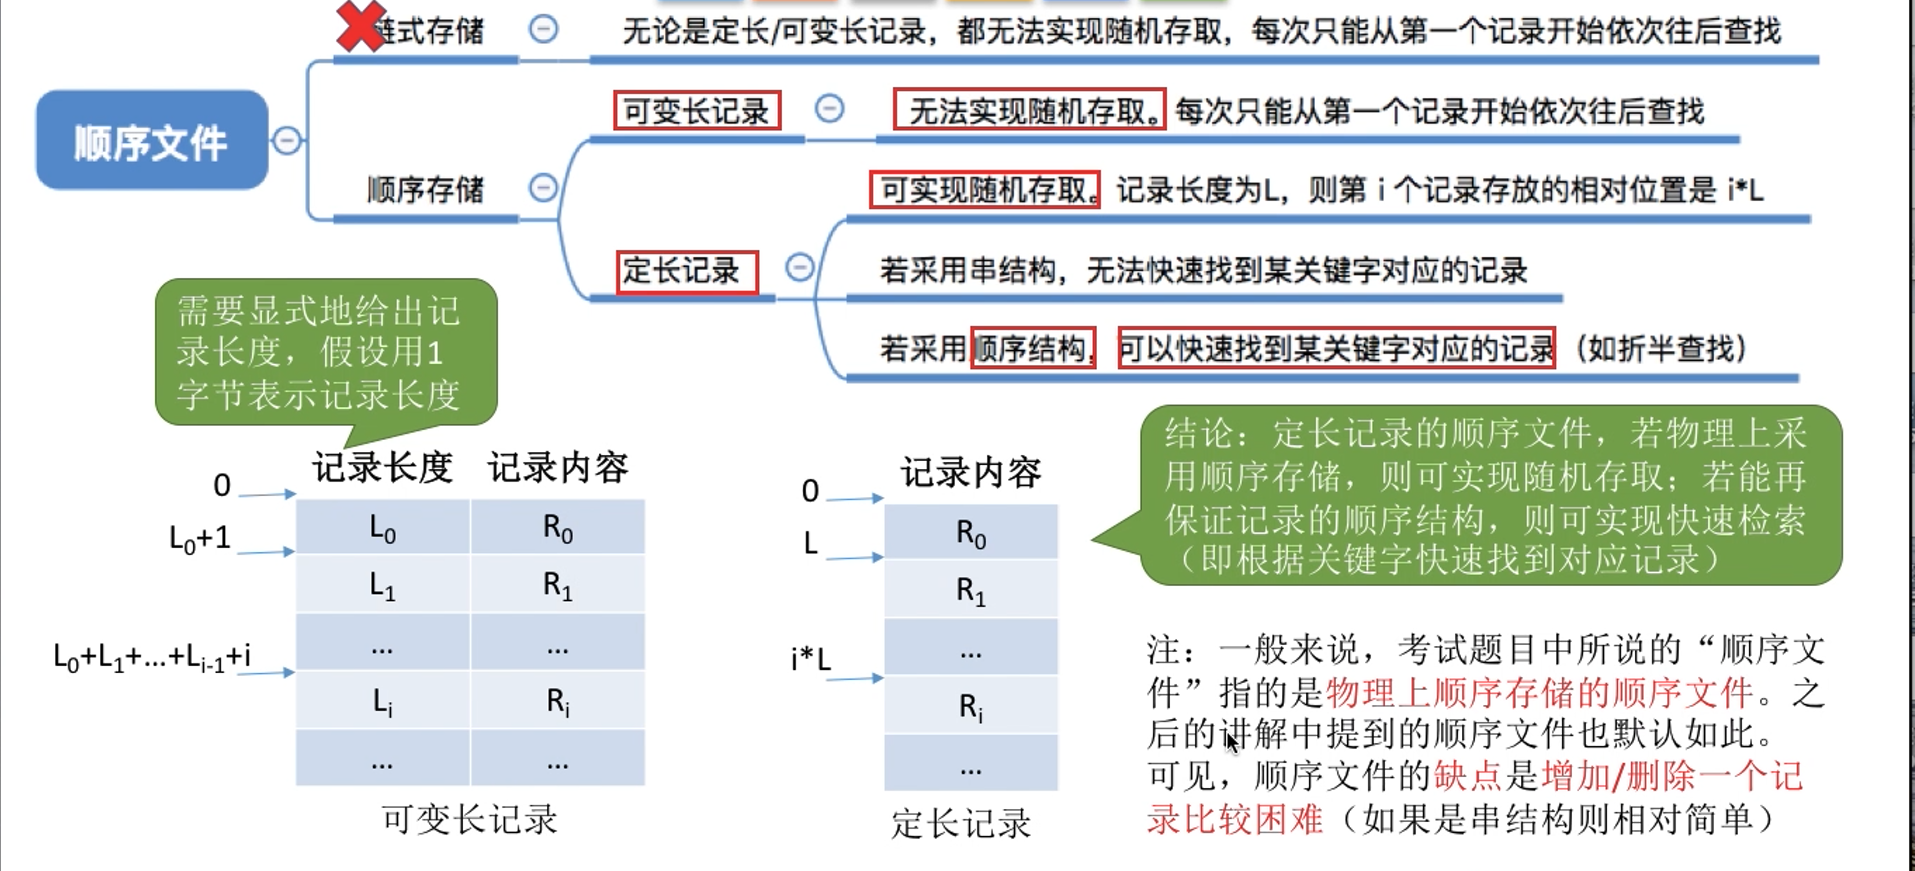 链式存储
无论是定长/可变长记录，都无法实现随机存取，每次只能从第一个记录开始依次往后查找
顺序文件
可变长记录
无法实现随机存取。每次只能从第一个记录开始依次往后查找
顺序存储
可实现随机存取。记录长度为L，则第 i 个记录存放的相对位置是 i*L
定长记录
若采用串结构，无法快速找到某关键字对应的记录
若采用顺序结构，可以快速找到某关键字对应的记录（如折半查找）
需要显式地给出记
录长度，假设用1
字节表示记录长度
记录长度 记录内容
0
L0+1
L0+L1+...+Li-1+i
L0 R0
L1 R1
... ...
Li Ri
... ...
可变长记录
记录内容
0
L
i*L
R0
R1
...
Ri
...
定长记录
结论：定长记录的顺序文件，若物理上采
用顺序存储，则可实现随机存取；若能再
保证记录的顺序结构，则可实现快速检索
（即根据关键字快速找到对应记录）
注：一般来说，考试题目中所说的“顺序文
件”指的是物理上顺序存储的顺序文件。之
后的讲解中提到的顺序文件也默认如此。
可见，顺序文件的缺点是增加/删除一个记
录比较困难（如果是串结构则相对简单）